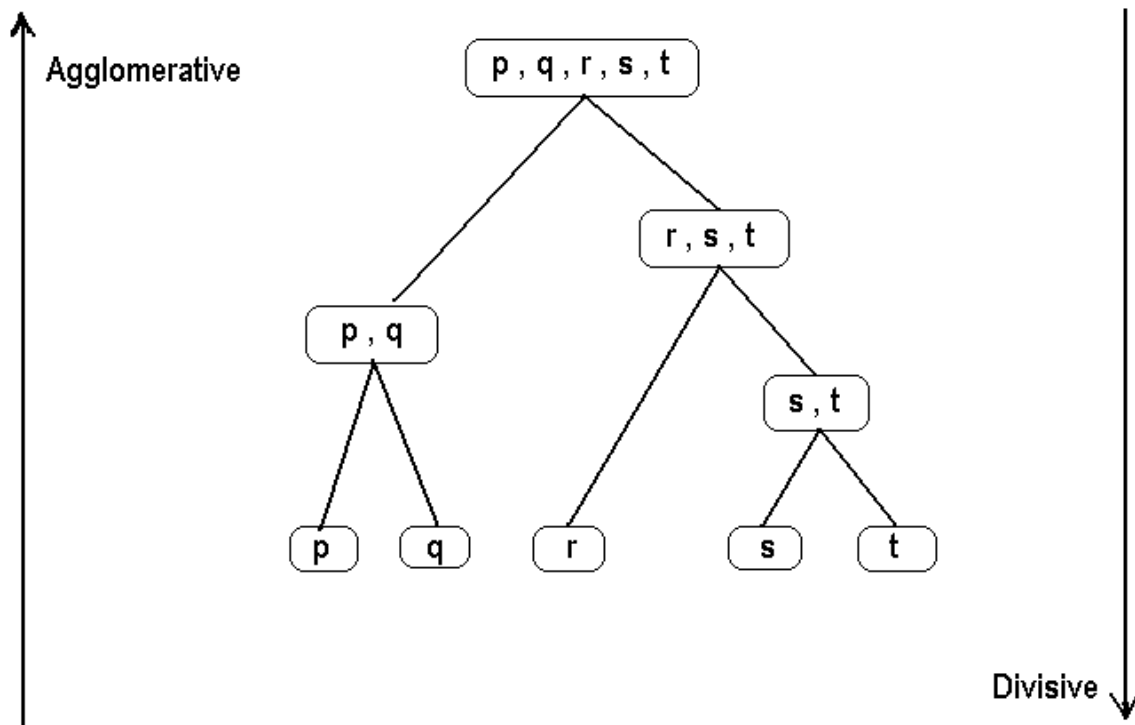 Agglomerative
p , q , r , s , t
r , s , t
p , q
s , t
p
q
r
s
t
Divisive